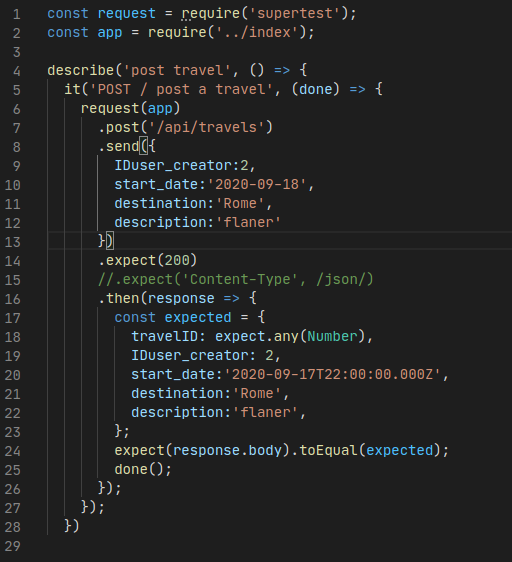 1 const request = require('supertest');
2 const app = require('../index');
3
4 describe('post travel', () => {
5   it('POST / post a travel', (done) => {
6     request(app)
7       .post('/api/travels')
8       .send({
9         IDuser_creator:2,
10         start_date:'2020-09-18',
11         destination:'Rome',
12         description:'flaner'
13       })
14       .expect(200)
15       //.expect('Content-Type', /json/)
16       .then(response => {
17         const expected = {
18           travelID: expect.any(Number),
19           IDuser_creator: 2,
20           start_date:'2020-09-17T22:00:00.000Z',
21           destination:'Rome',
22           description:'flaner',
23         };
24         expect(response.body).toEqual(expected);
25         done();
26       });
27     });
28   })
29